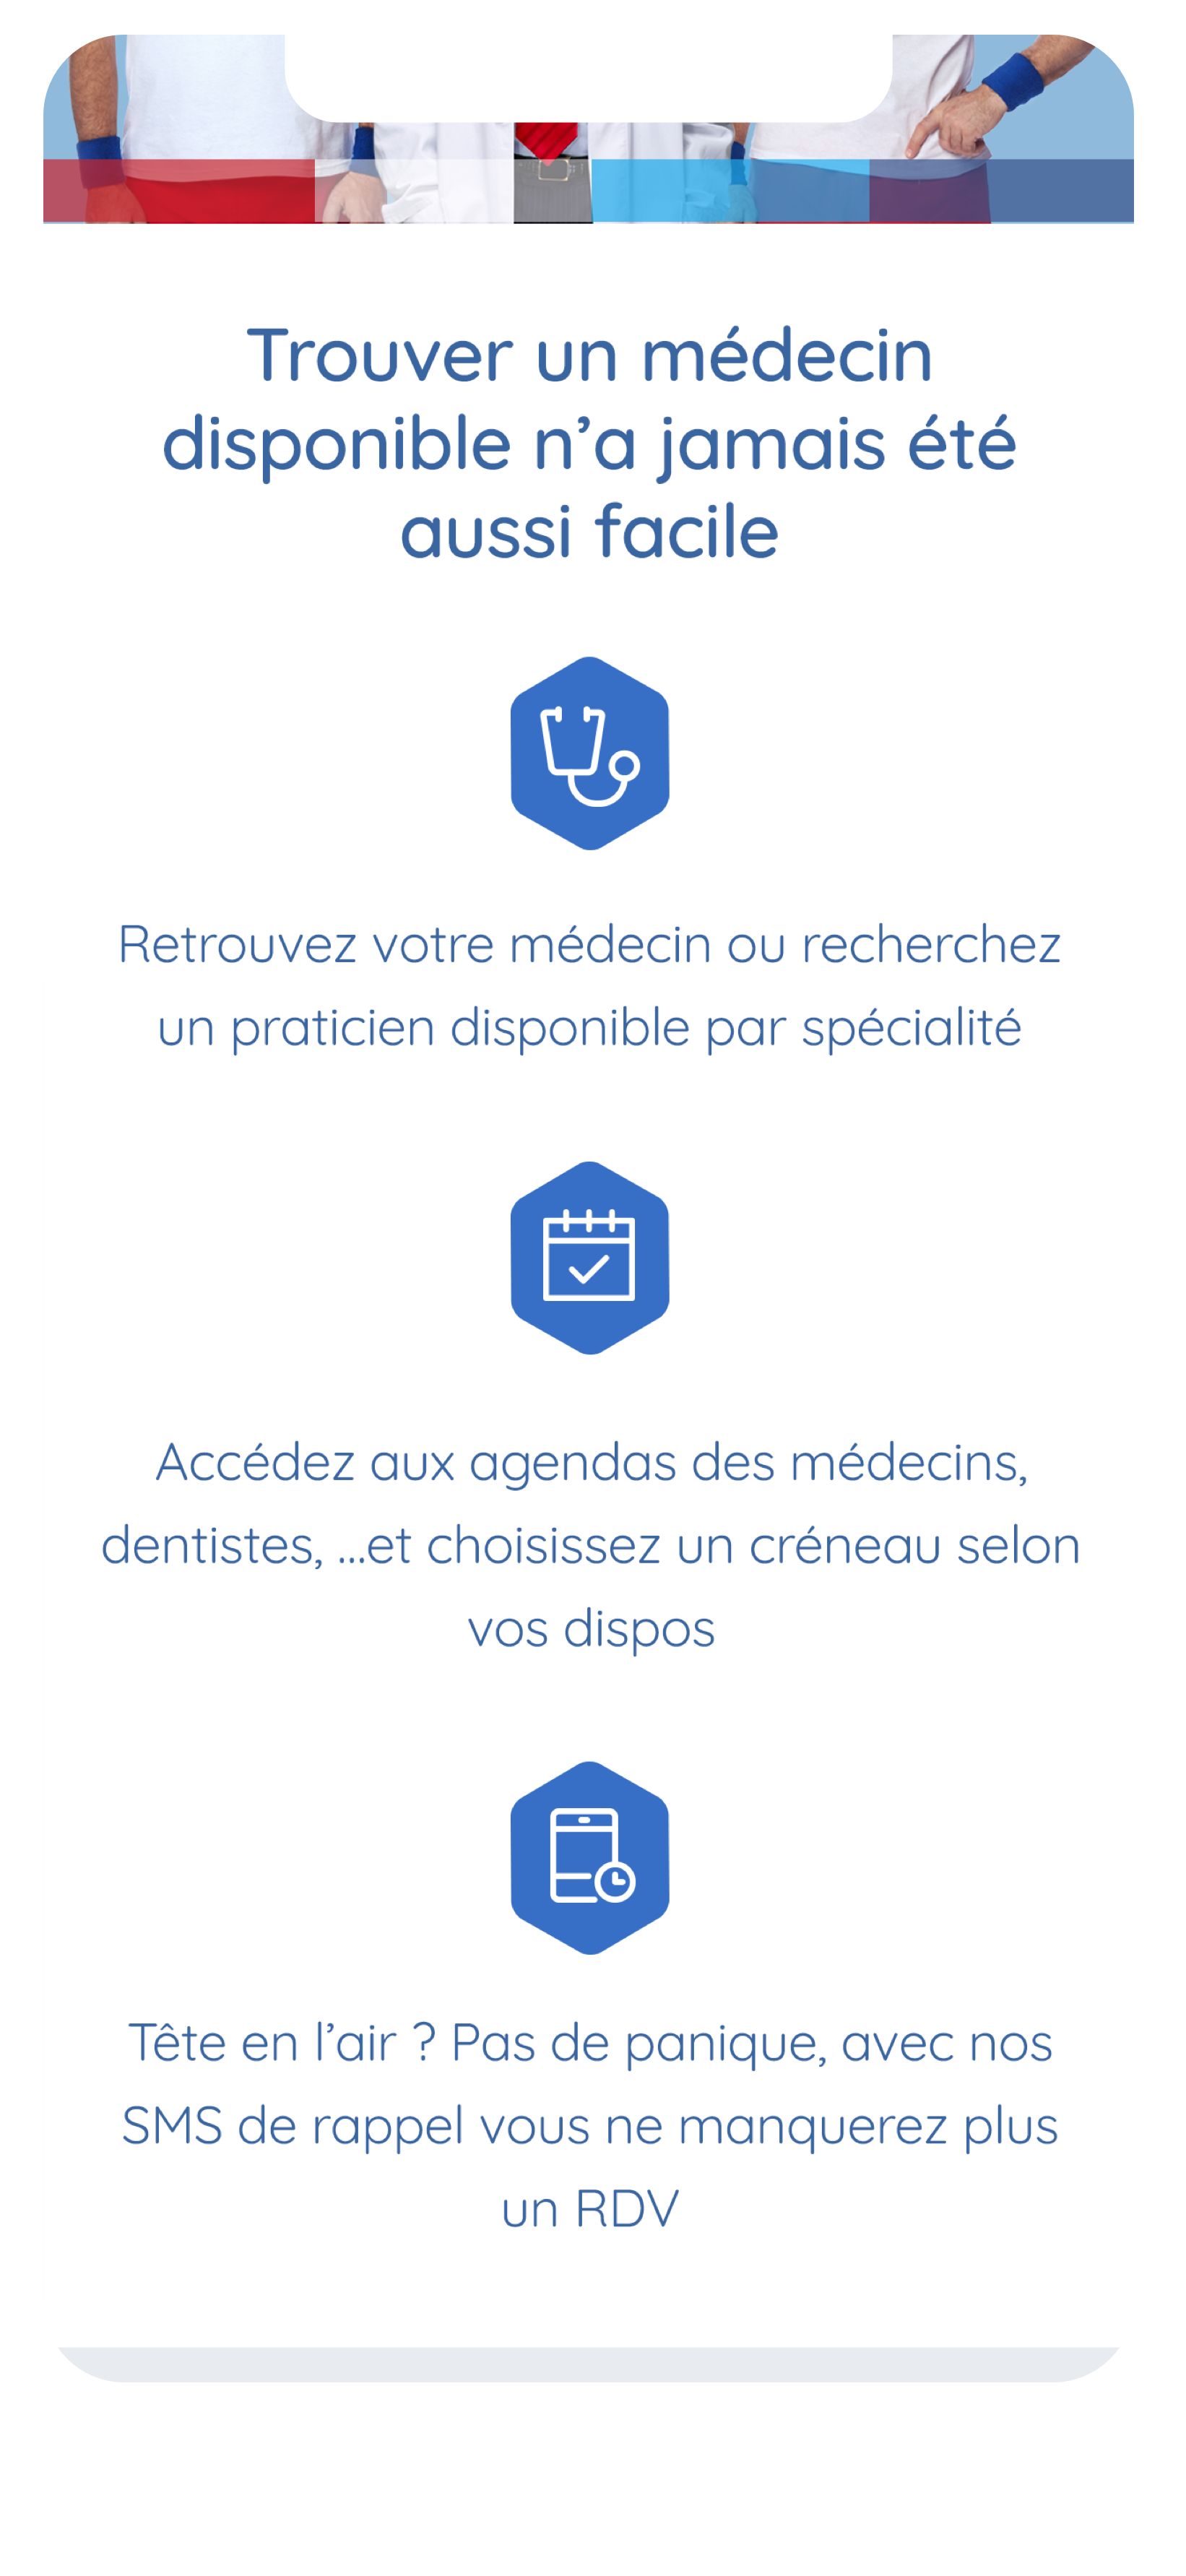 Trouver un médecin
disponible n’a jamais été
aussi facile
Retrouvez votre médecin ou recherchez
un praticien disponible par spécialité
Accédez aux agendas des médecins,
dentistes, ...et choisissez un créneau selon
vos dispos
Tête en l’air ? Pas de panique, avec nos
SMS de rappel vous ne manquerez plus
un RDV